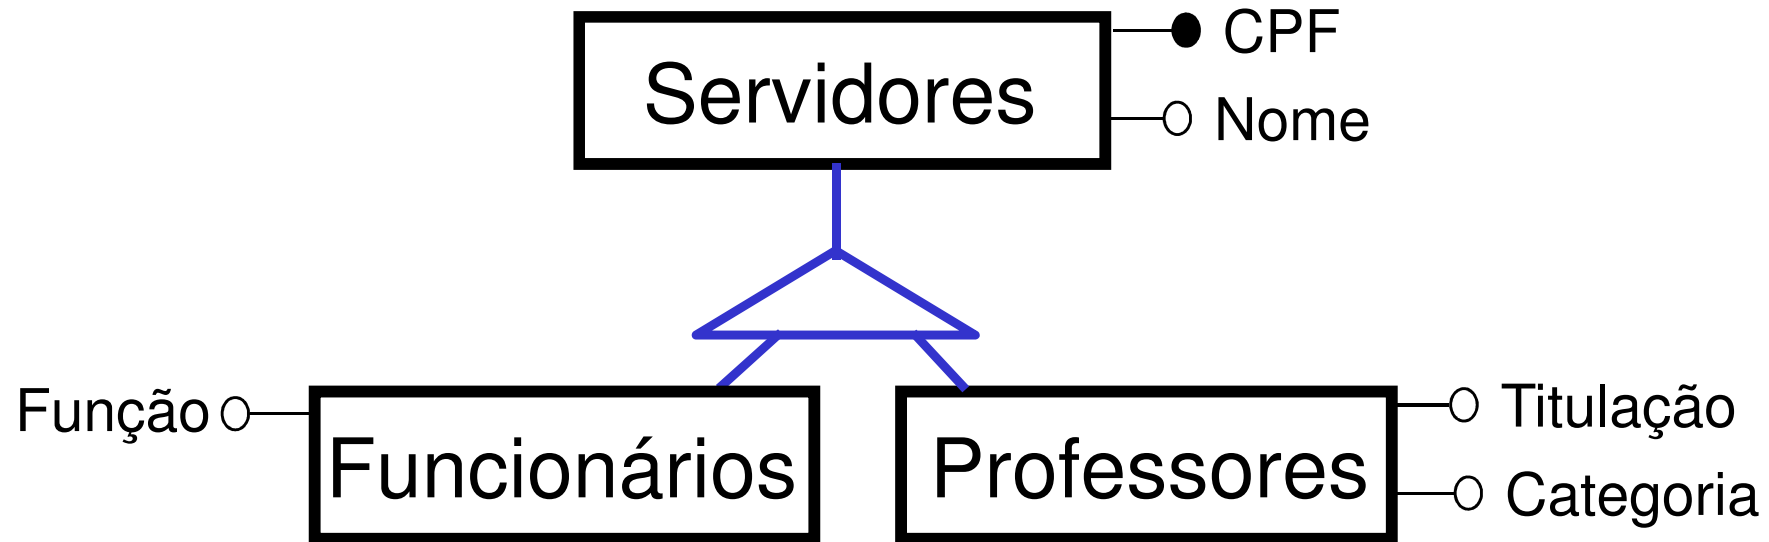 Servidores
CPF
Nome
Função
Funcionários
Professores
Titulação
Categoria